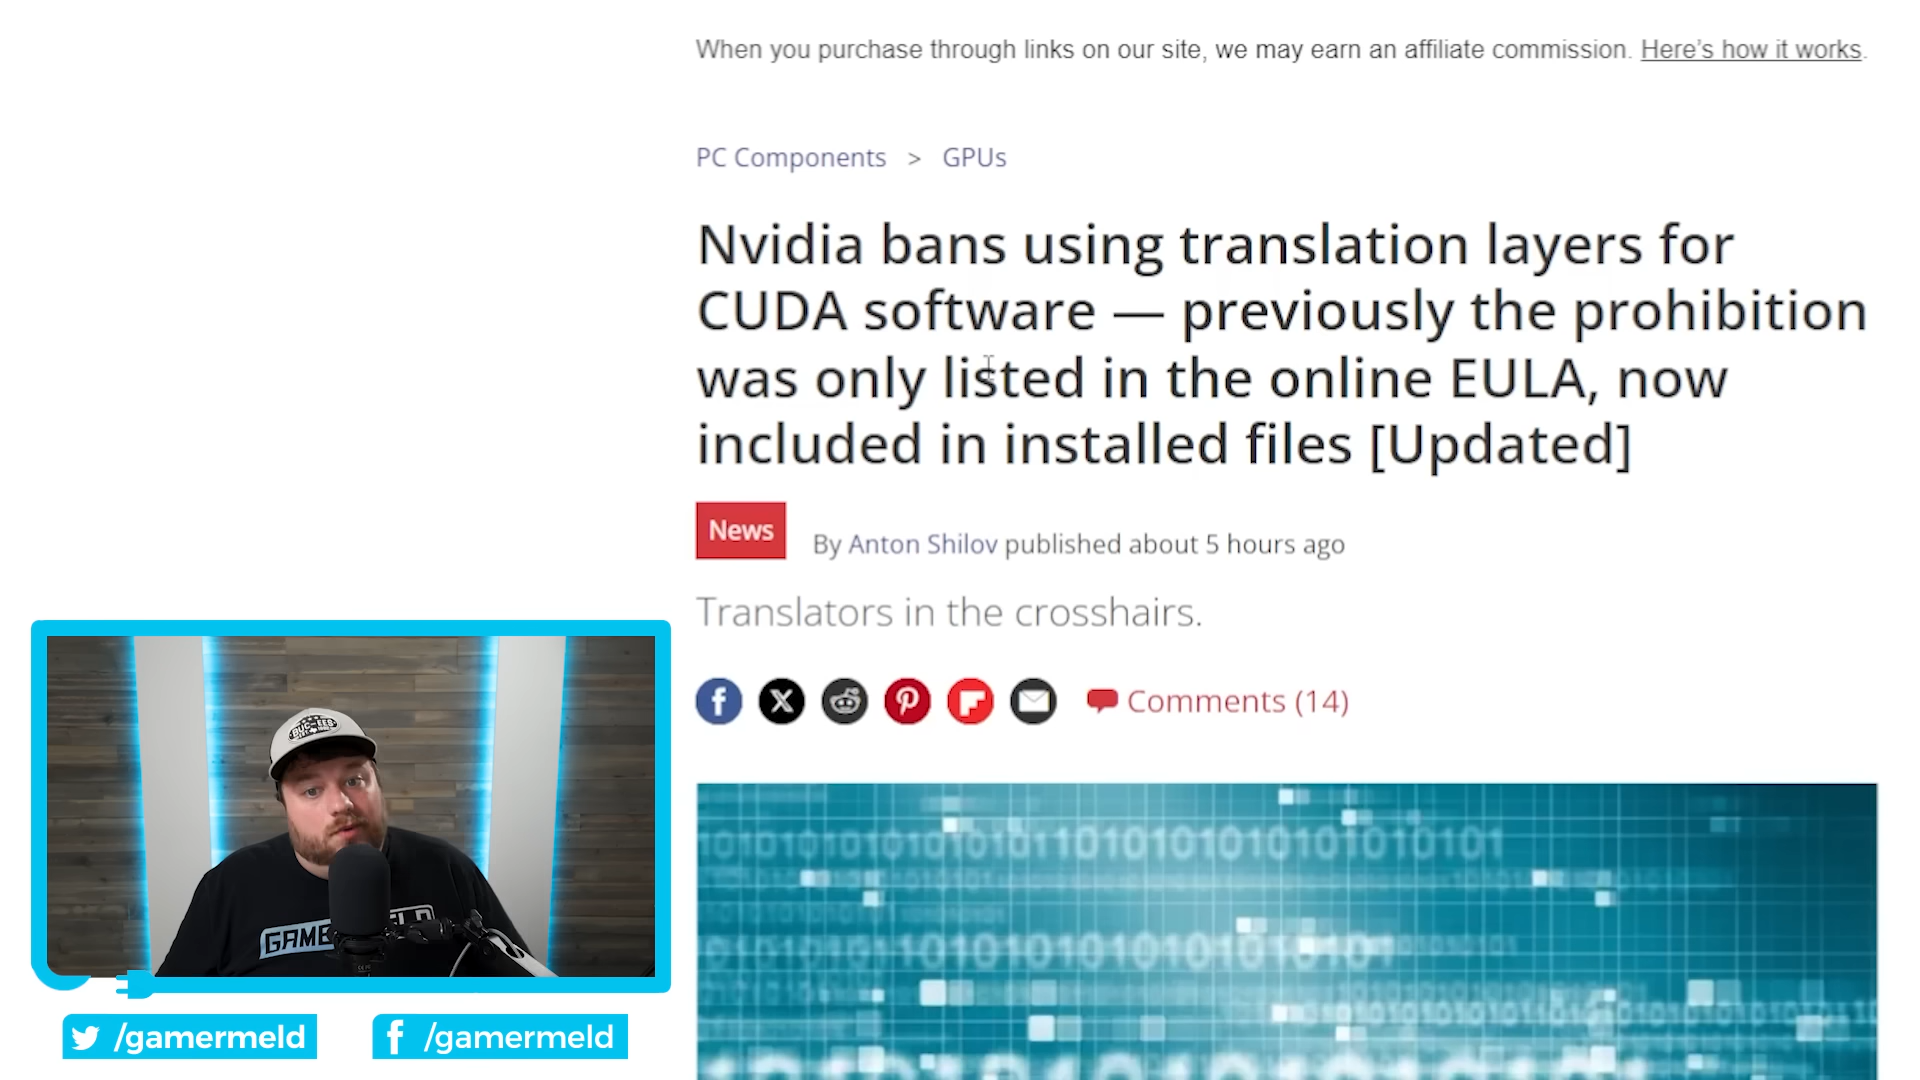 When you purchase through links on our site, we may earn an affiliate commission. Here's how it works.
PC Components > GPUs
Nvidia bans using translation layers for
CUDA software — previously the prohibition
was only listed in the online EULA, now
included in installed files [Updated]
News
By Anton Shilov published about 5 hours ago
Translators in the crosshairs.
Comments (14)
BUC-EES
/gamermeld
/gamermeld